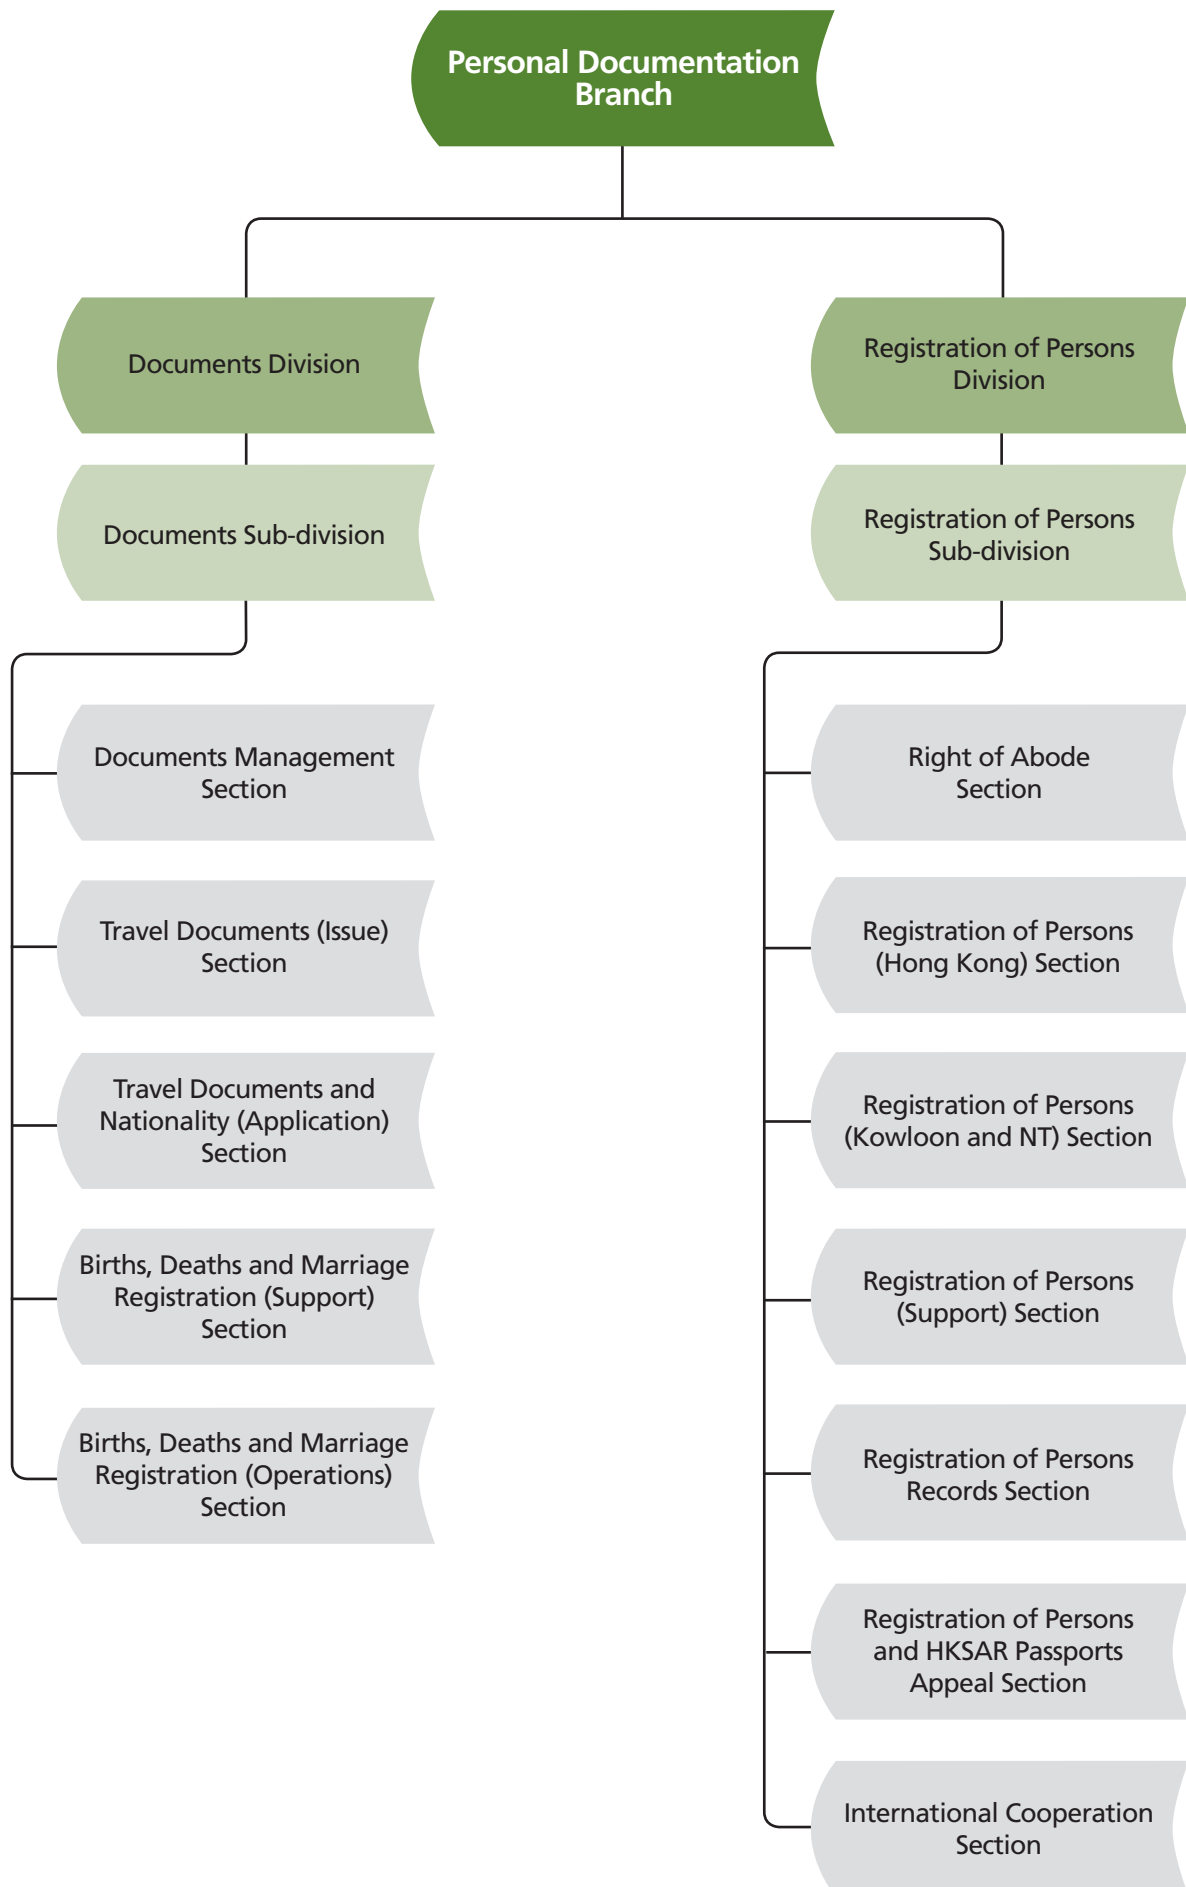 Personal Documentation
Branch
Documents Division
Documents Sub-division
Documents Management
Section
Travel Documents (Issue)
Section
Travel Documents and
Nationality (Application)
Section
Births, Deaths and Marriage
Registration (Support)
Section
Births, Deaths and Marriage
Registration (Operations)
Section
Registration of Persons
Division
Registration of Persons
Sub-division
Right of Abode
Section
Registration of Persons
(Hong Kong) Section
Registration of Persons
(Kowloon and NT) Section
Registration of Persons
(Support) Section
Registration of Persons
Records Section
Registration of Persons
and HKSAR Passports
Appeal Section
International Cooperation
Section